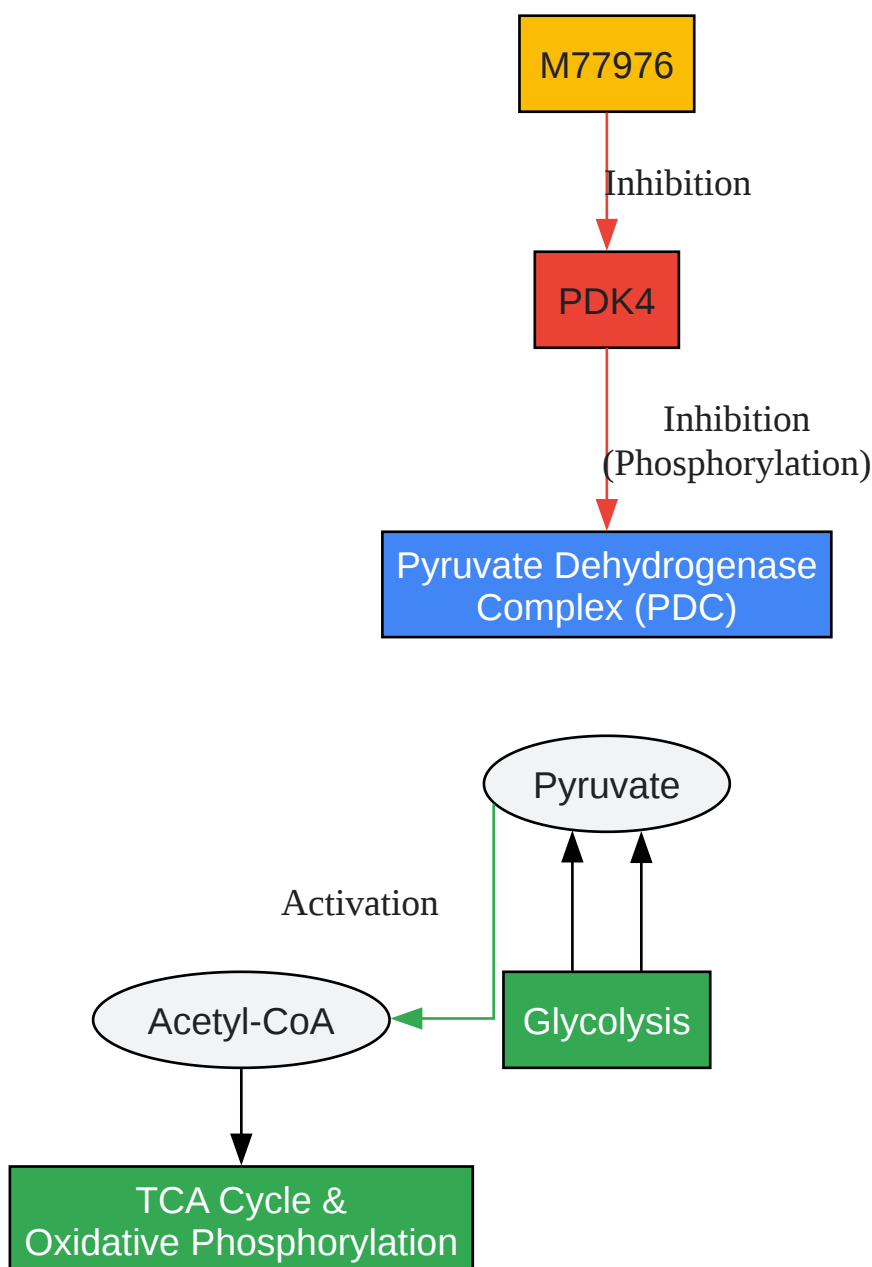 M77976
Inhibition
PDK4
Inhibition
(Phosphorylation)
Pyruvate Dehydrogenase
Complex (PDC)
Pyruvate
Activation
Acetyl-CoA
Glycolysis
TCA Cycle &
Oxidative Phosphorylation